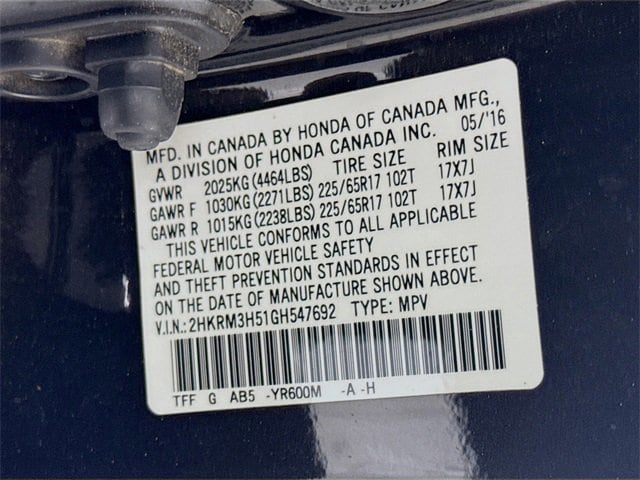 MFD. IN CANADA BY HONDA OF CANADA MFG.,
A DIVISION OF HONDA CANADA INC. 05/'16
GVWR 2025KG(4464LBS) TIRE SIZE RIM SIZE
GAWR F 1030KG(2271LBS) 225/65R17 102T 17X7J
GAWR R 1015KG(2238LBS) 225/65R17 102T 17X7J
THIS VEHICLE CONFORMS TO ALL APPLICABLE
FEDERAL MOTOR VEHICLE SAFETY
AND THEFT PREVENTION STANDARDS IN EFFECT
ON THE DATE OF MANUFACTURE SHOWN ABOVE.
V.I.N.: 2HKRM3H51GH547692 TYPE: MPV
TFF G AB5 -YR600M -A -H